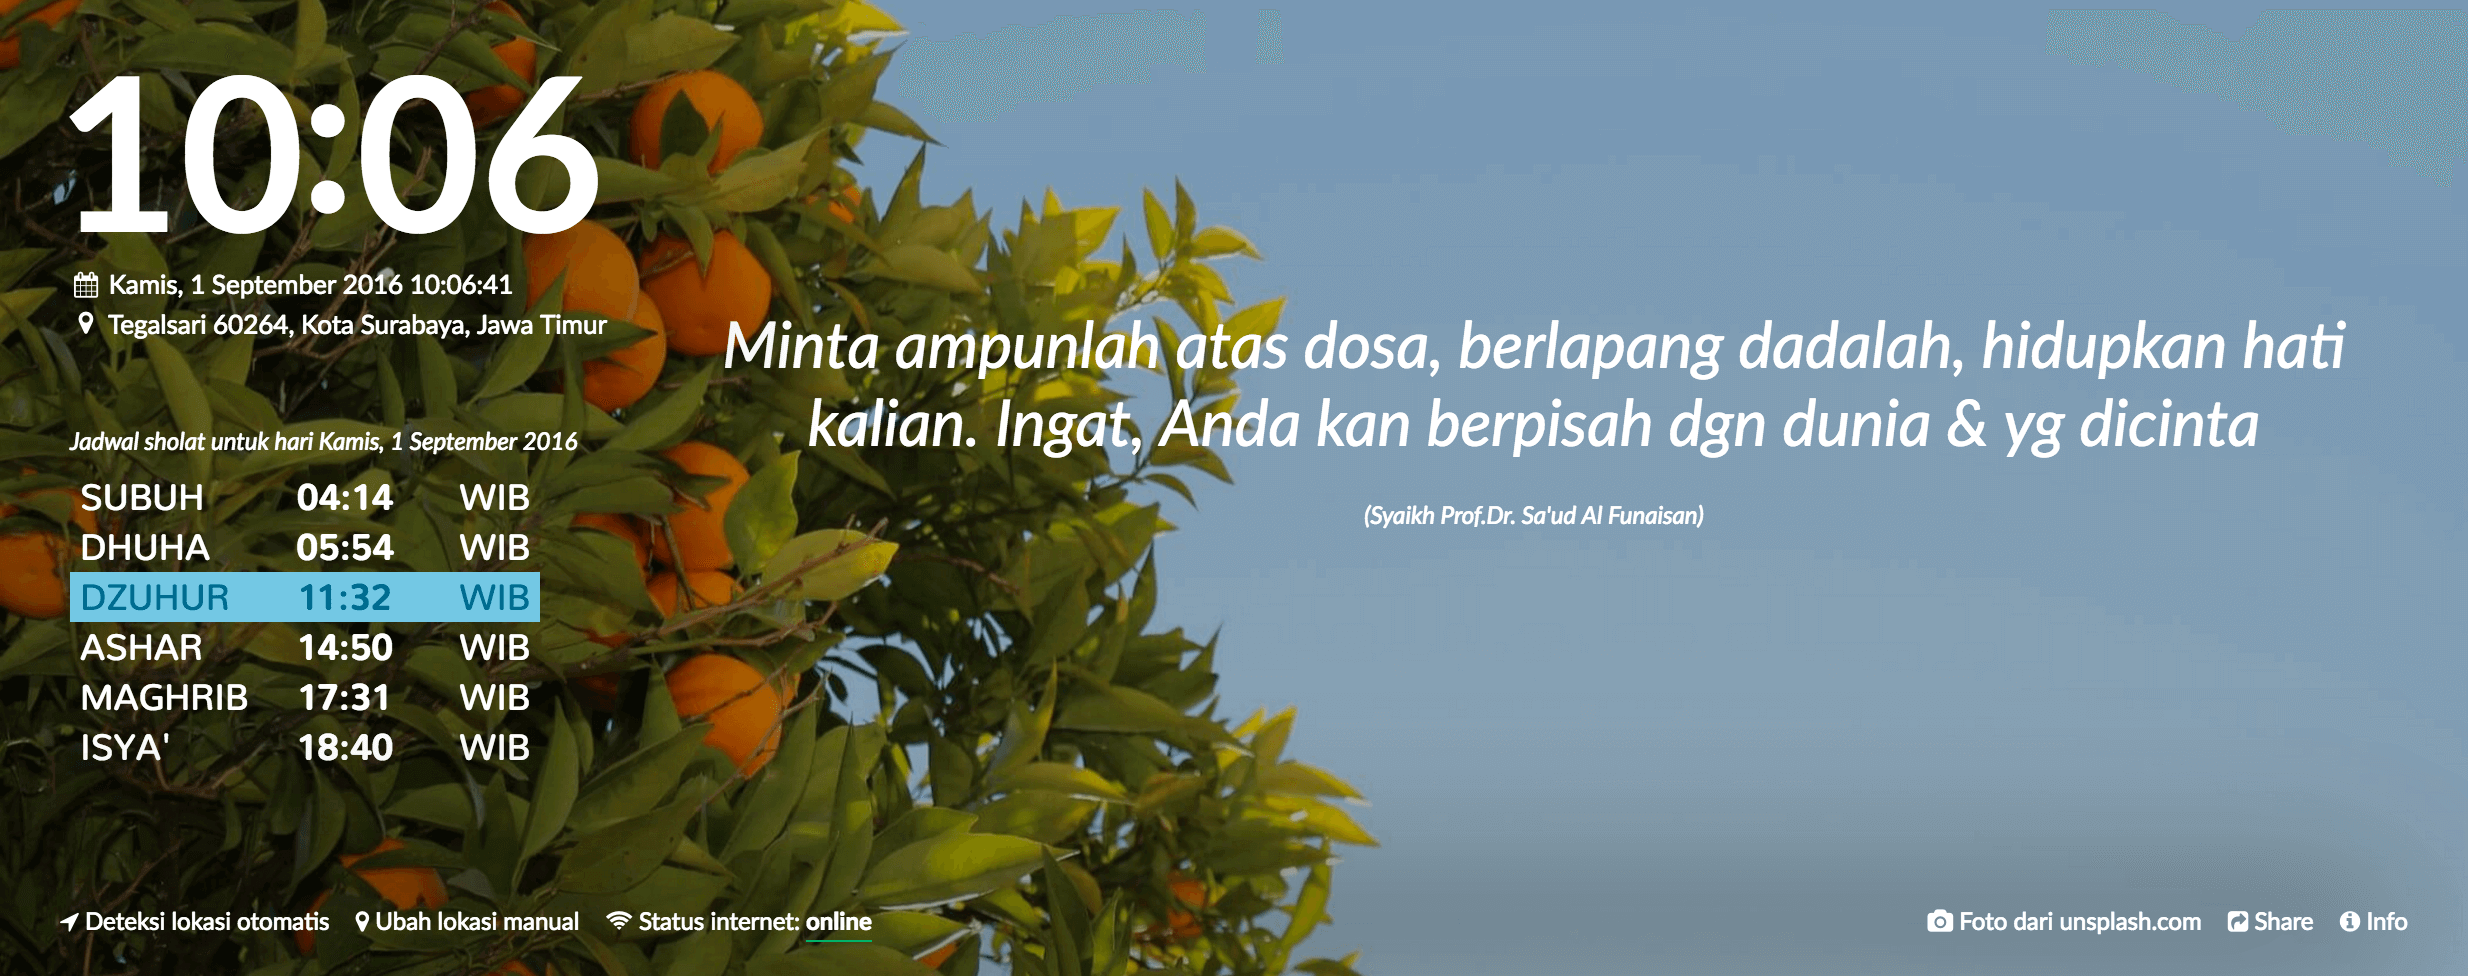 10:06
Kamis, 1 September 2016 10:06:41
Tegalsari 60264, Kota Surabaya, Jawa Timur
Jadwal sholat untuk hari Kamis, 1 September 2016
SUBUH 04:14 WIB
DHUHA 05:54 WIB
DZUHUR 11:32 WIB
ASHAR 14:50 WIB
MAGHRIB 17:31 WIB
ISYA' 18:40 WIB
Minta ampunlah atas dosa, berlapang dadalah, hidupkan hati
kalian. Ingat, Anda kan berpisah dgn dunia & yg dicinta
(Syaikh Prof.Dr. Sa'ud Al Funaisan)
Deteksi lokasi otomatis Ubah lokasi manual Status internet: online
Foto dari unsplash.com Share Info